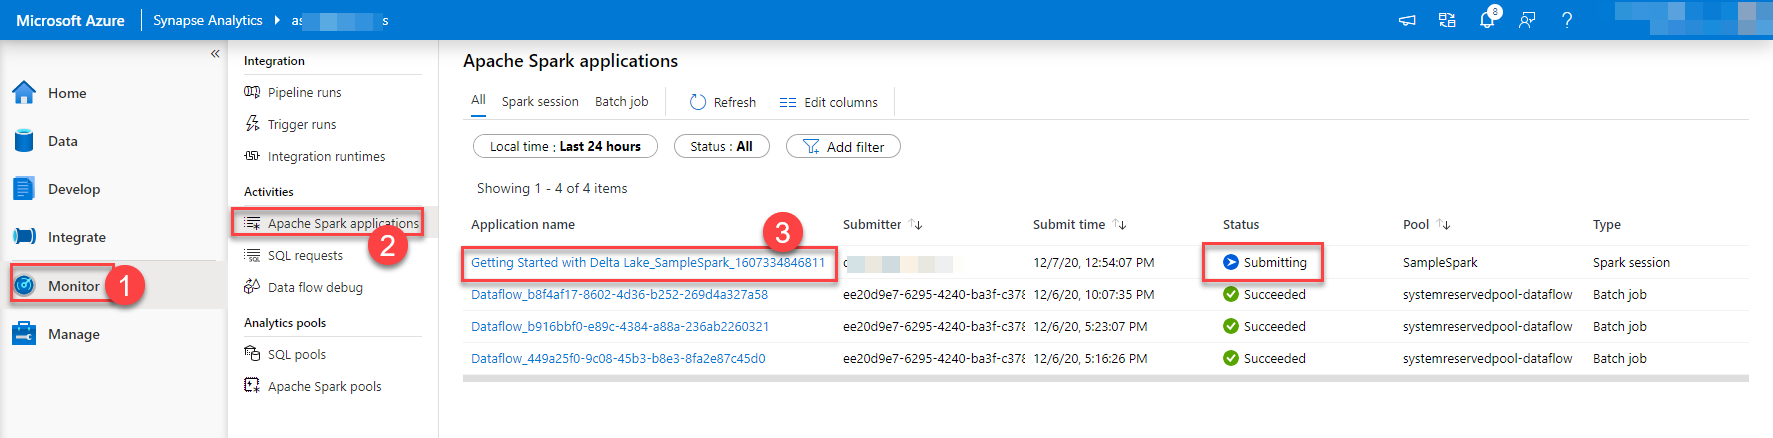 Microsoft Azure Synapse Analytics as s 8 ?
«
Home
Data
Develop
Integrate
Monitor 1
Manage
Integration
Pipeline runs
Trigger runs
Integration runtimes
Activities
Apache Spark applications
2
SQL requests
Data flow debug
Analytics pools
SQL pools
Apache Spark pools
Apache Spark applications
All Spark session Batch job Refresh Edit columns
Local time : Last 24 hours Status : All Add filter
Showing 1 - 4 of 4 items
3
Application name Submitter ↑↓ Submit time ↑↓ Status Pool ↑↓ Type
Getting Started with Delta Lake_SampleSpark_1607334846811 12/7/20, 12:54:07 PM Submitting SampleSpark Spark session
Dataflow_b8f4af17-8602-4d36-b252-269d4a327a58 ee20d9e7-6295-4240-ba3f-c378 12/6/20, 10:07:35 PM Succeeded systemreservedpool-dataflow Batch job
Dataflow_b916bbf0-e89c-4384-a88a-236ab2260321 ee20d9e7-6295-4240-ba3f-c378 12/6/20, 5:23:07 PM Succeeded systemreservedpool-dataflow Batch job
Dataflow_449a25f0-9c08-45b3-b8e3-8fa2e87c45d0 ee20d9e7-6295-4240-ba3f-c378 12/6/20, 5:16:26 PM Succeeded systemreservedpool-dataflow Batch job